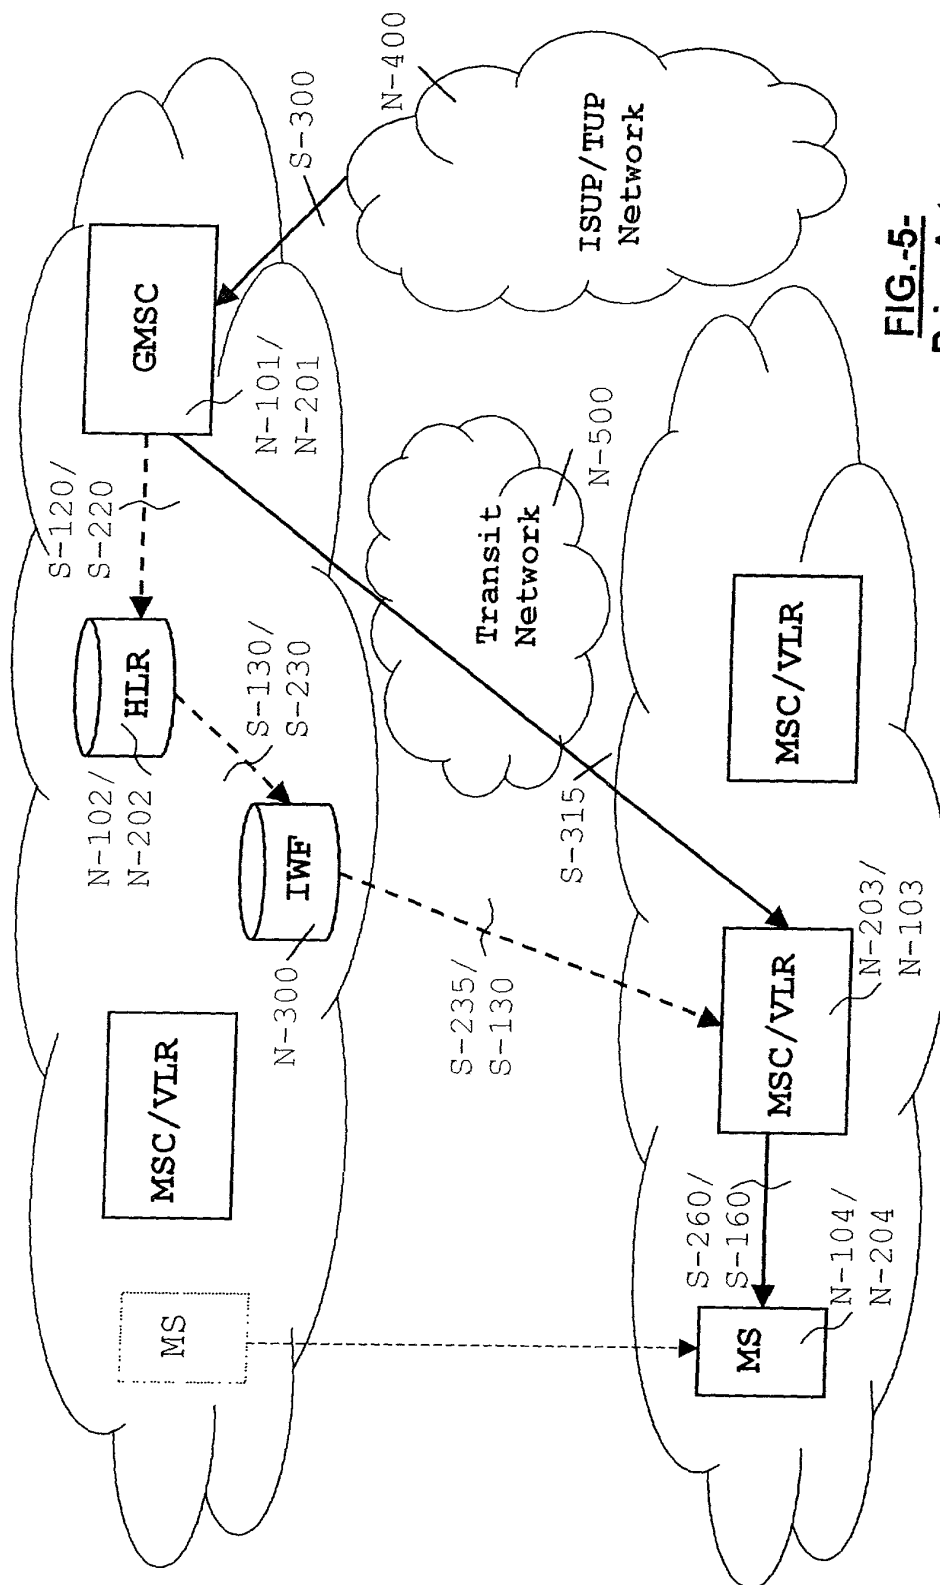 MS
MSC/VLR
N-300
IWF
N-102/
N-202
HLR
S-130/
S-230
S-120/
S-220
GMSC
N-101/
N-201
S-300
N-400
ISUP/TUP
Network
Transit
Network
N-500
S-315
S-235/
S-130
MS
N-104/
N-204
S-260/
S-160
MSC/VLR
N-203/
N-103
MSC/VLR
FIG.-5-